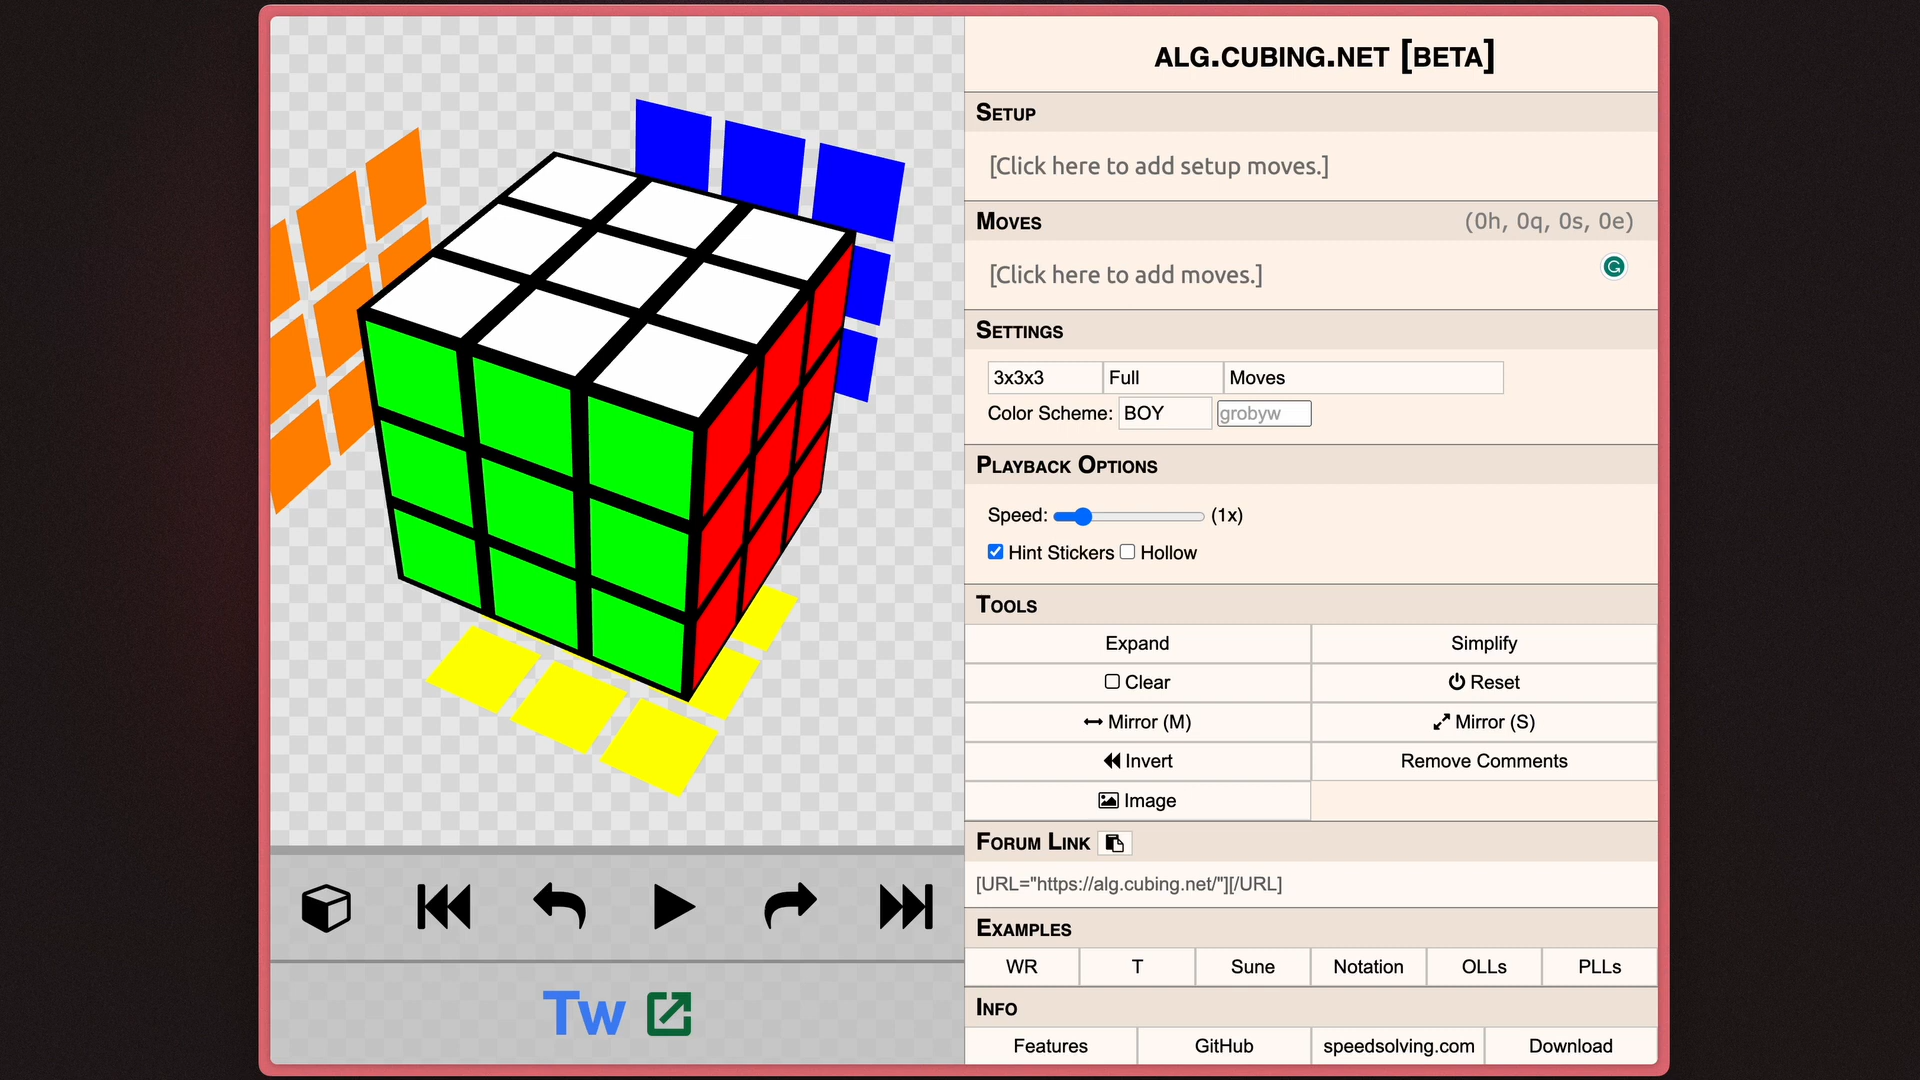 ALG.CUBING.NET [BETA]
SETUP
[Click here to add setup moves.]
MOVES (0h, 0q, 0s, 0e)
[Click here to add moves.]
SETTINGS
3x3x3 Full Moves
Color Scheme: BOY grobyw
PLAYBACK OPTIONS
Speed: (1x)
Hint Stickers Hollow
TOOLS
Expand Simplify
Clear Reset
Mirror (M) Mirror (S)
Invert Remove Comments
Image
FORUM LINK
[URL="https://alg.cubing.net/"][/URL]
EXAMPLES
WR T Sune Notation OLLs PLLs
INFO
Features GitHub speedsolving.com Download
Tw